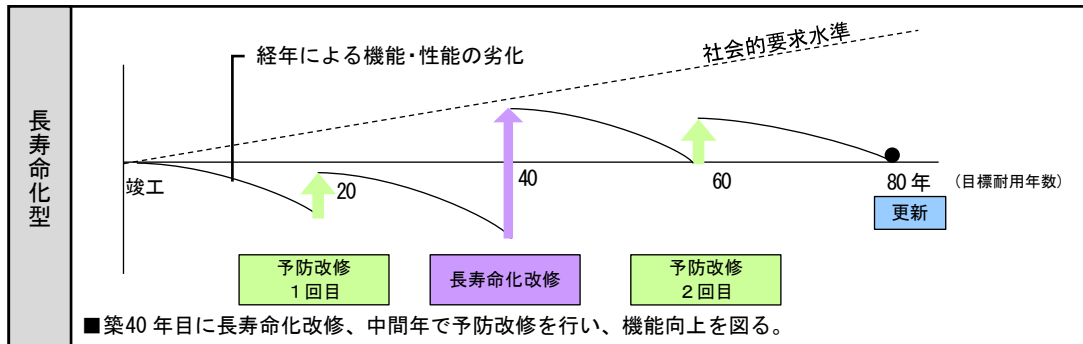 長寿命化型
社会的要求水準
経年による機能・性能の劣化
竣工
20
40
60
80 年
(目標耐用年数)
更新
予防改修
1回目
長寿命化改修
予防改修
2回目
■築40 年目に長寿命化改修、中間年で予防改修を行い、機能向上を図る。